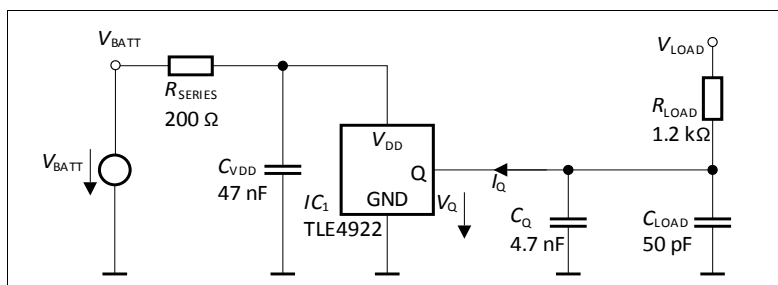 V_BATT
R_SERIES
200 Ω
V_BATT
C_VDD
47 nF
V_DD
Q
GND
IC_1
TLE4922
V_Q
I_Q
C_Q
4.7 nF
V_LOAD
R_LOAD
1.2 kΩ
C_LOAD
50 pF